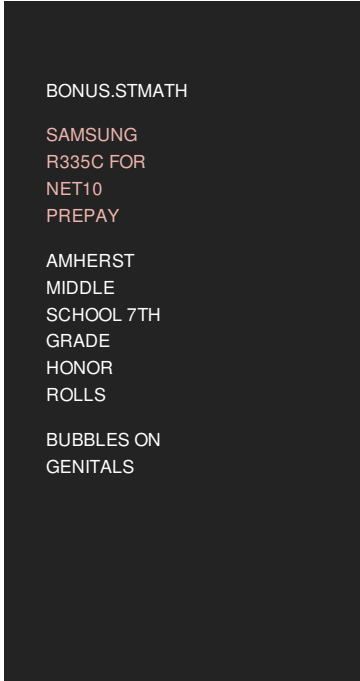 BONUS.STMATH
SAMSUNG
R335C FOR
NET10
PREPAY
AMHERST
MIDDLE
SCHOOL 7TH
GRADE
HONOR
ROLLS
BUBBLES ON
GENITALS